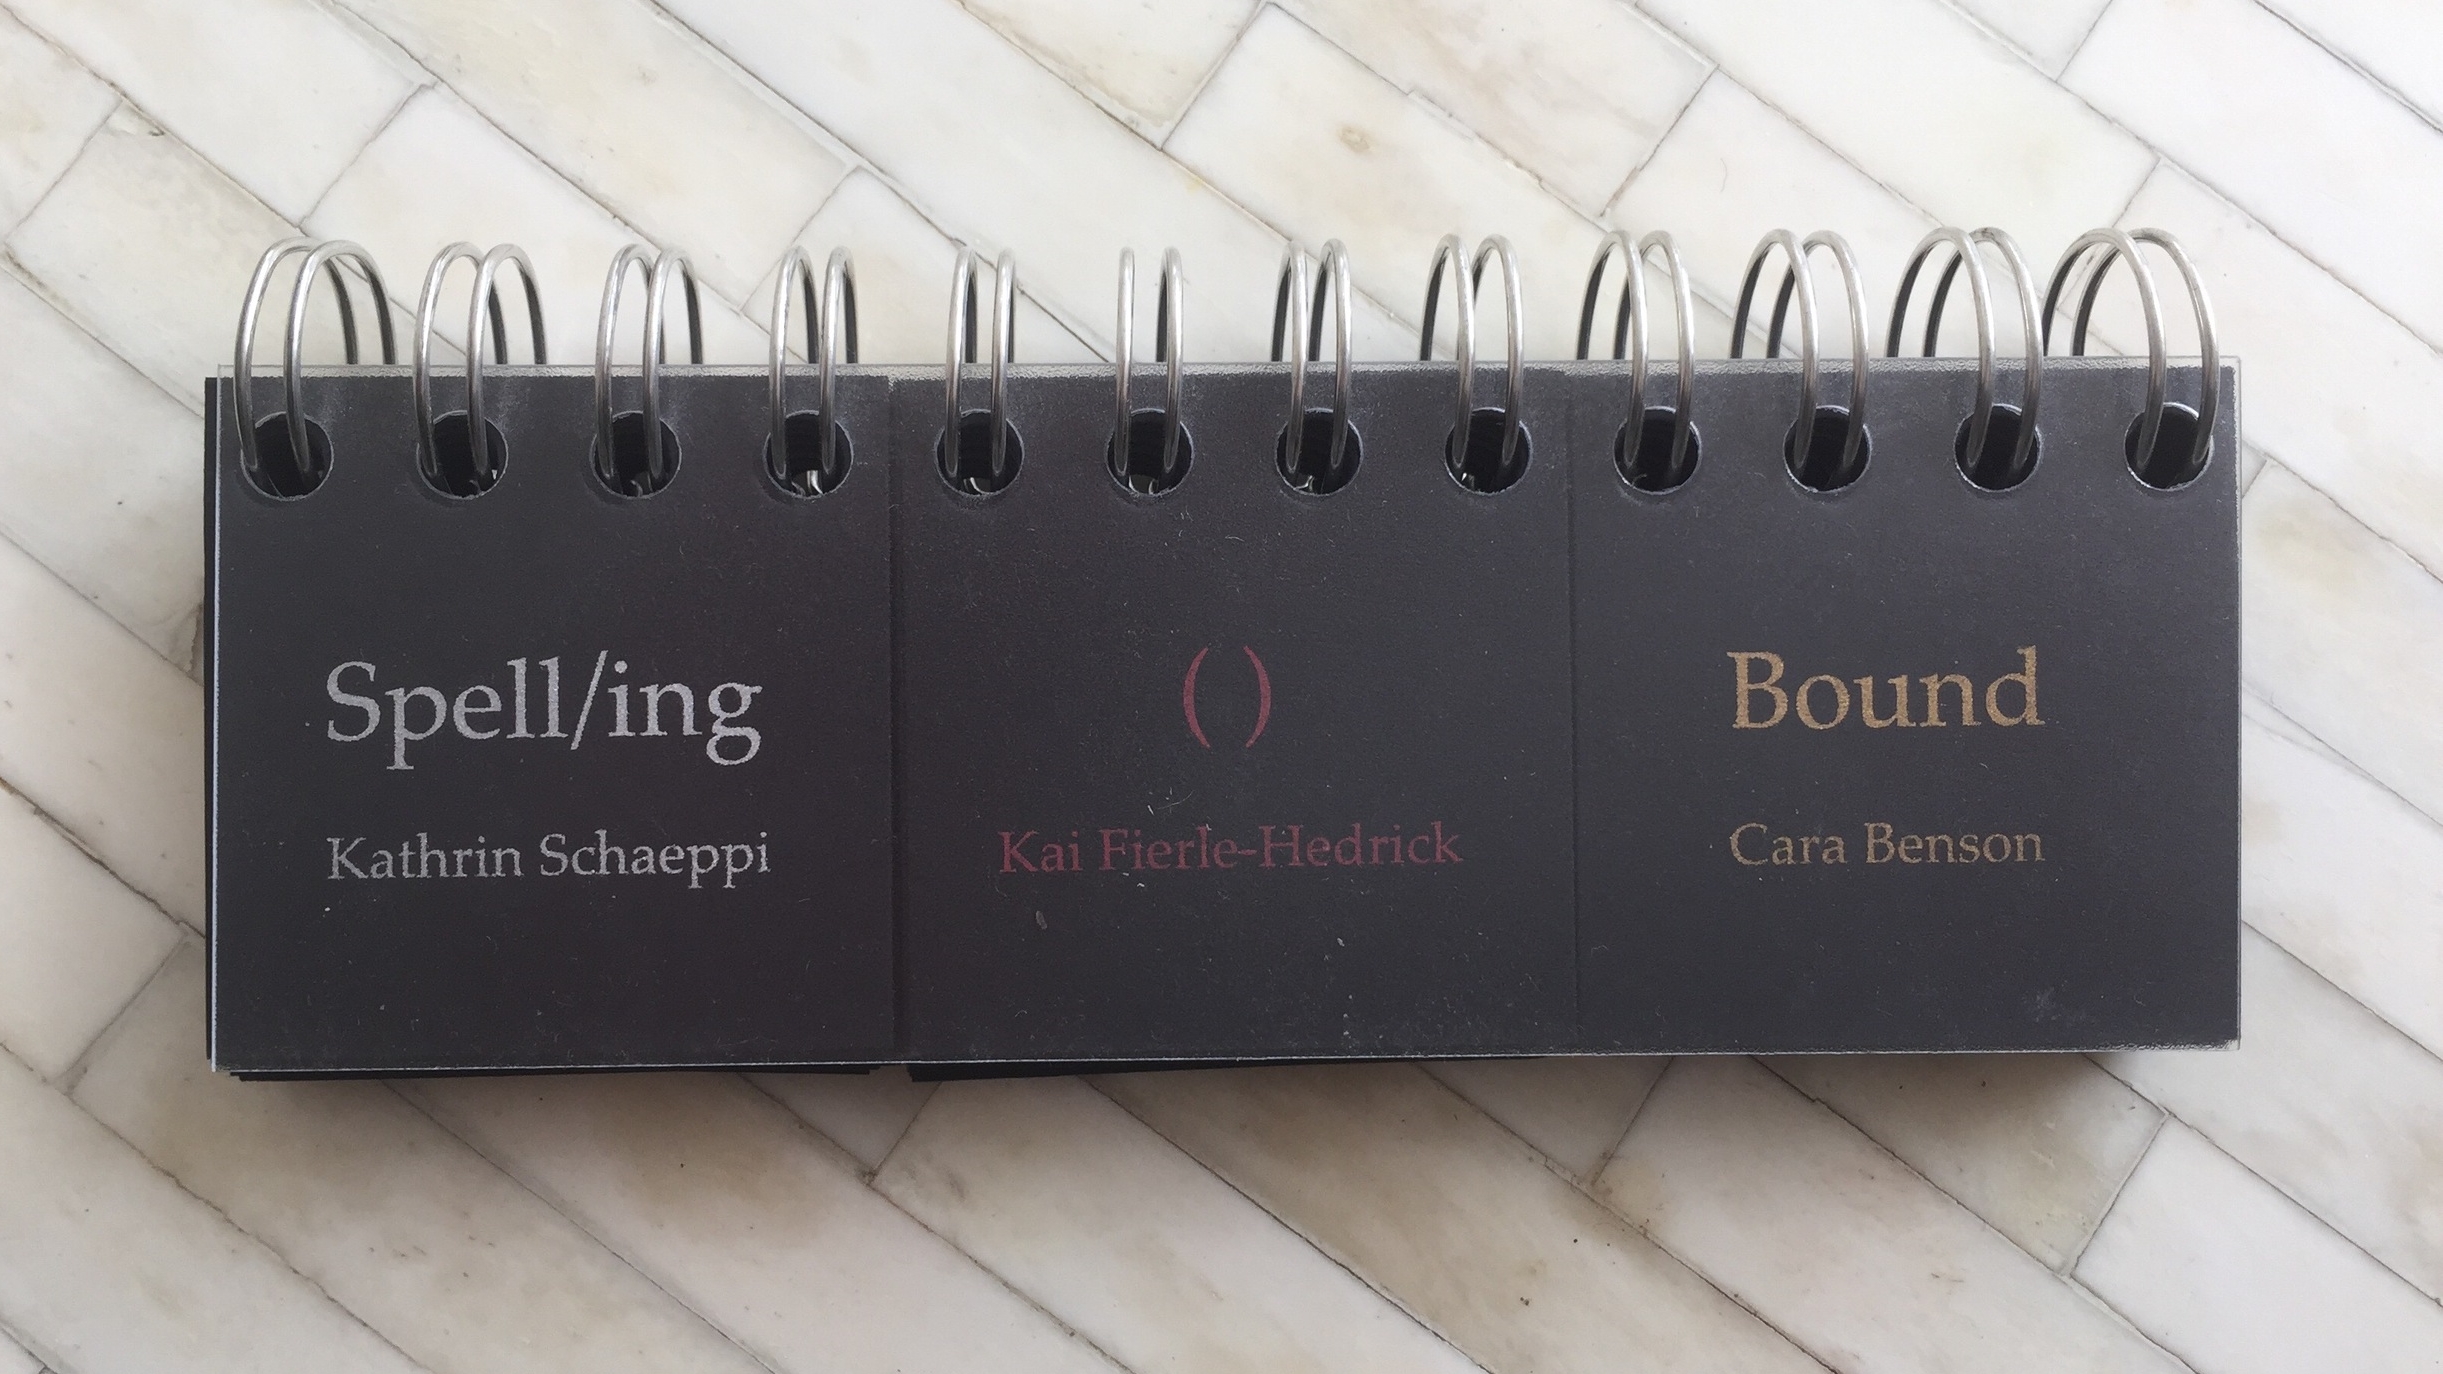 Spell/ing
Kathrin Schaeppi
( )
Kai Fierle-Hedrick
Bound
Cara Benson